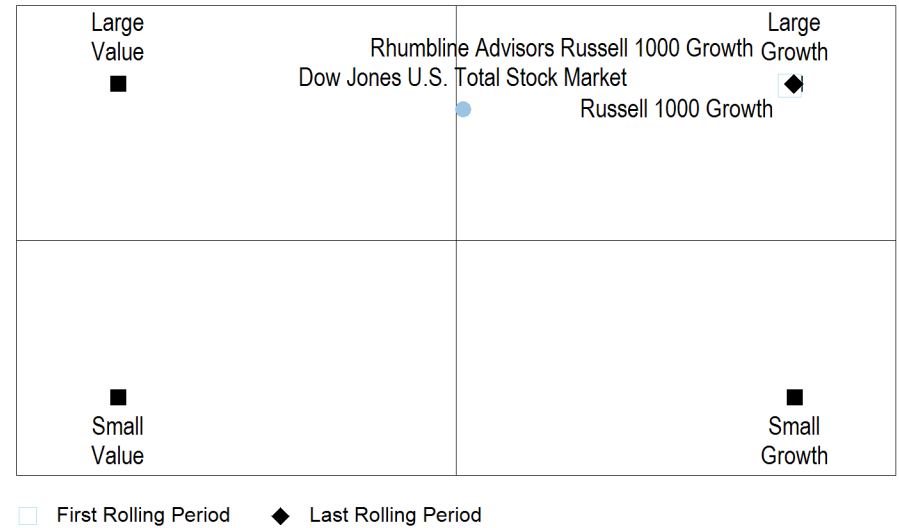 Large
Value
Large
Growth
Rhumbline Advisors Russell 1000 Growth
Dow Jones U.S. Total Stock Market
Russell 1000 Growth
Small
Value
Small
Growth
First Rolling Period
Last Rolling Period